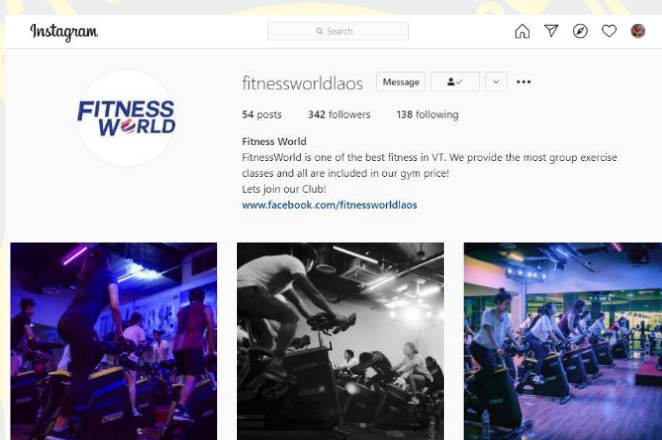 Instagram
Search
fitnessworldlaos Message
54 posts 342 followers 138 following
FITNESS
WORLD
Fitness World
FitnessWorld is one of the best fitness in VT. We provide the most group exercise
classes and all are included in our gym price!
Lets join our Club!
www.facebook.com/fitnessworldlaos